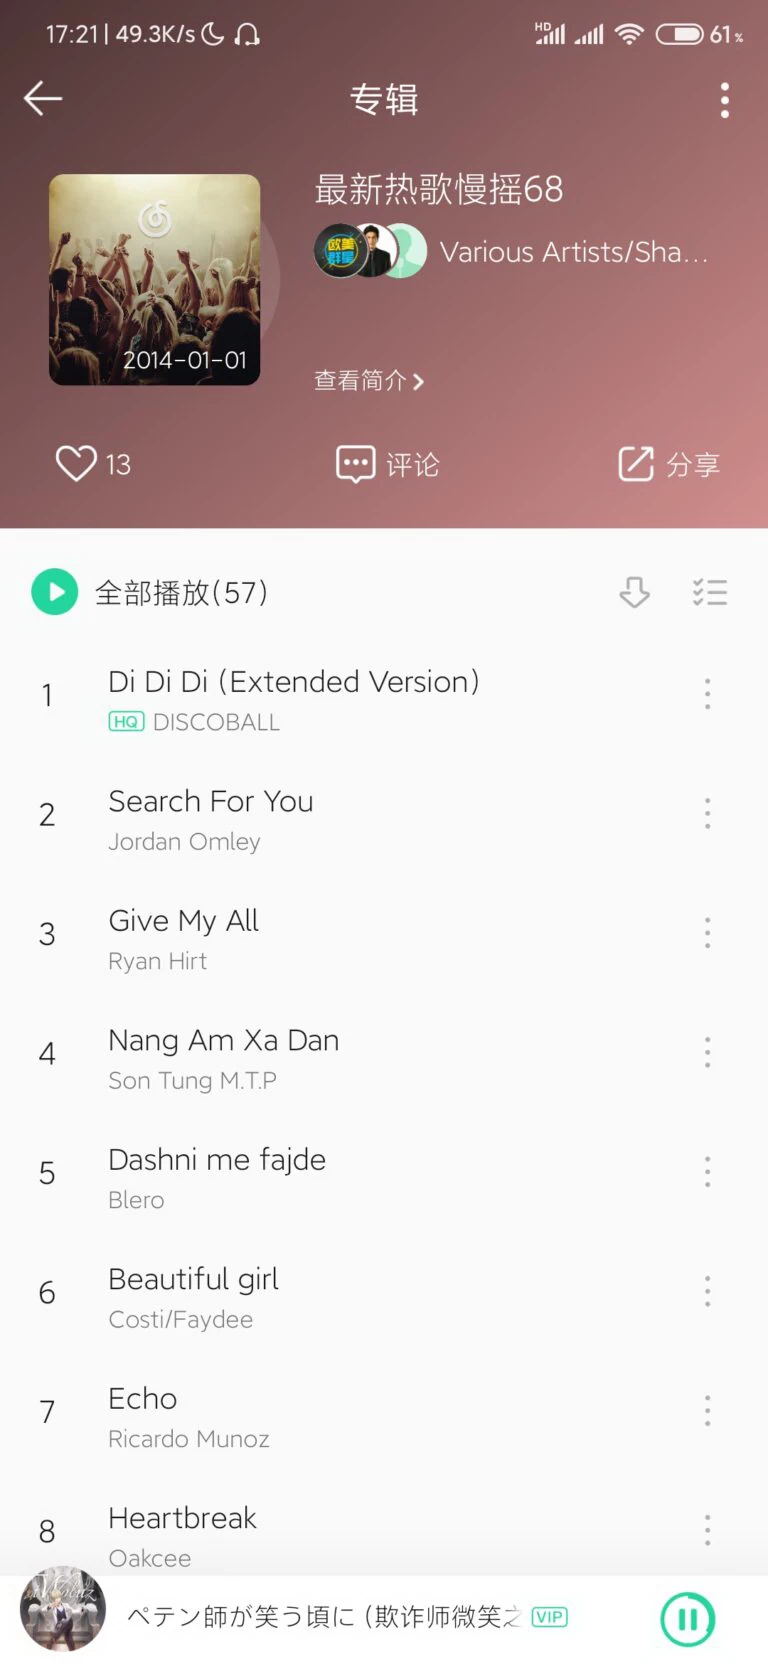 17:21 | 49.3K/s
HD
61%
专辑
最新热歌慢摇68
欧美
群星
Various Artists/Sha...
2014-01-01
查看简介
13
评论
分享
全部播放(57)
1
Di Di Di (Extended Version)
HQ DISCOBALL
2
Search For You
Jordan Omley
3
Give My All
Ryan Hirt
4
Nang Am Xa Dan
Son Tung M.T.P
5
Dashni me fajde
Blero
6
Beautiful girl
Costi/Faydee
7
Echo
Ricardo Munoz
8
Heartbreak
Oakcee
ペテン師が笑う頃に (欺诈师微笑之 VIP